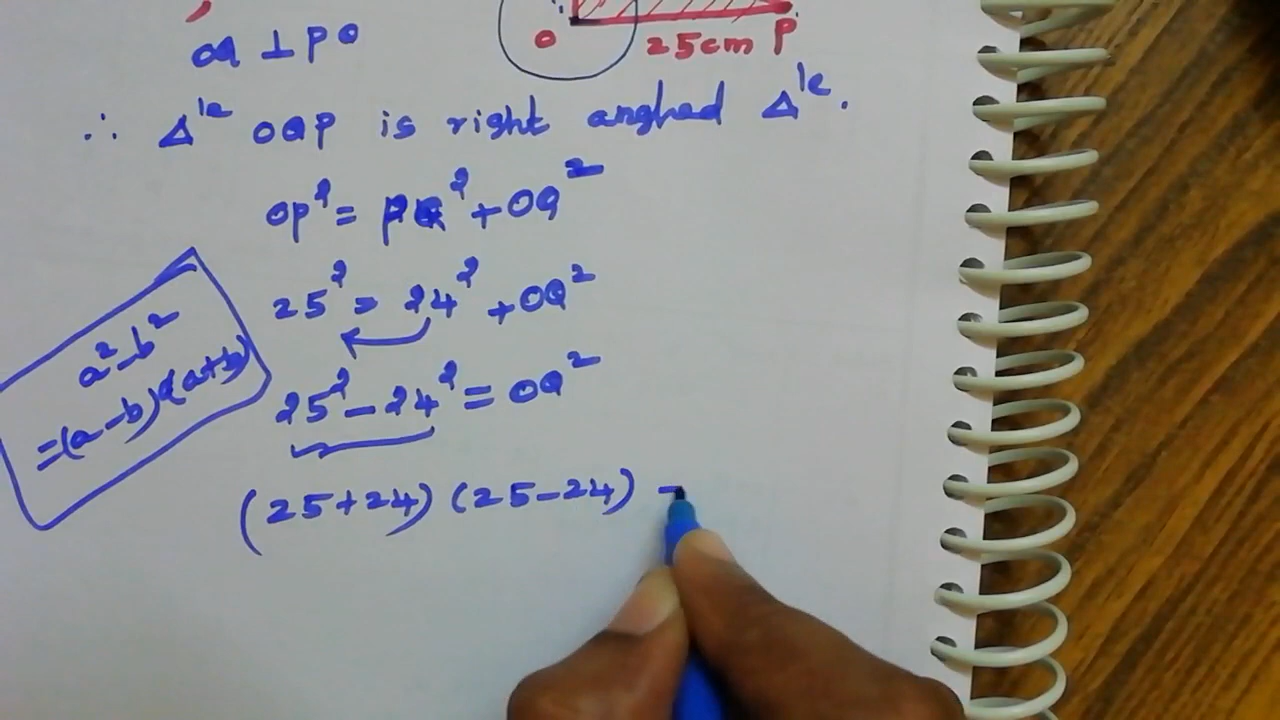 O
25cm P
OQ ⊥ PQ
∴ Δle OQP is right angled Δle.
OP² = PQ² + OQ²
25² = 24² + OQ²
a²-b²
=(a-b)(a+b)
25² - 24² = OQ²
(25+24) (25-24) =